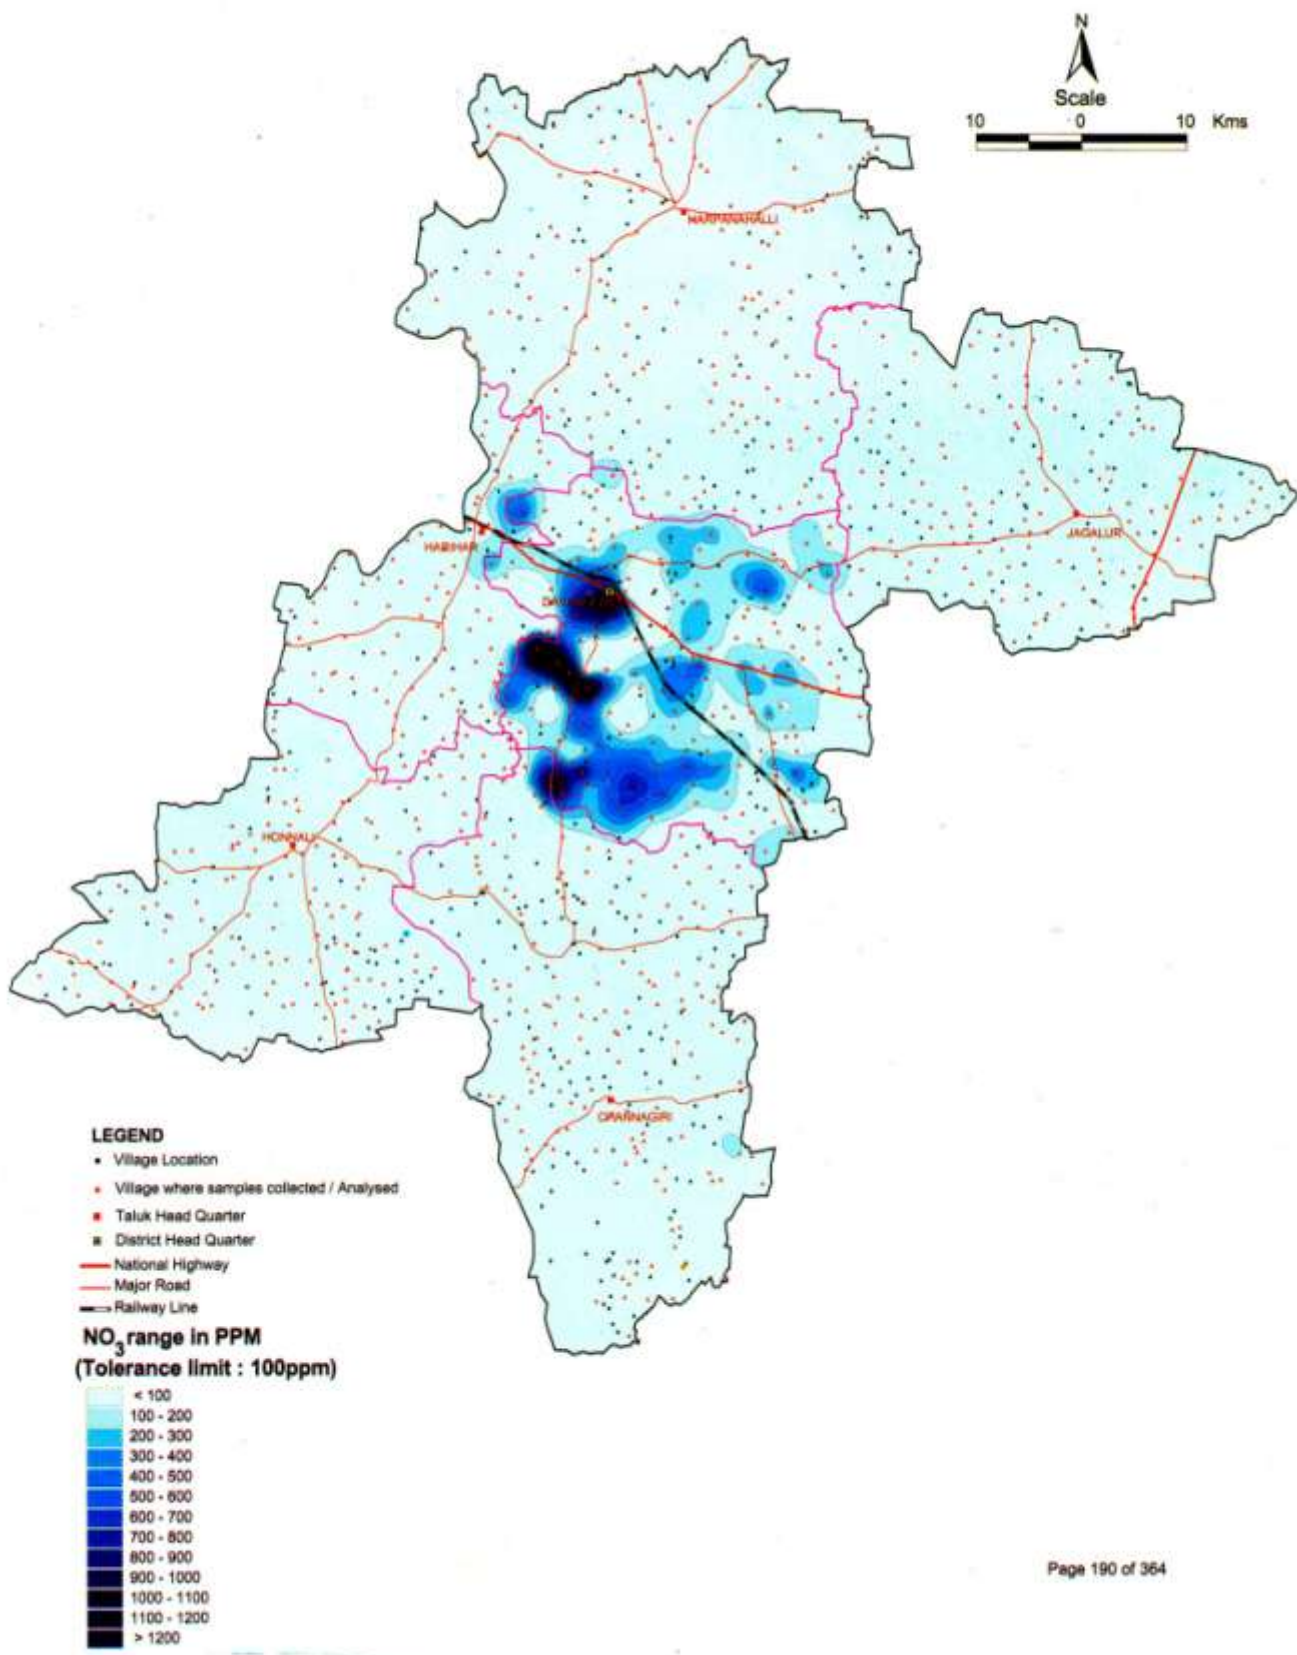 N
Scale
10 0 10 Kms
HARPANAHALLI
JAGALUR
HARIHAR
HONNALI
LEGEND
Village Location
Village where samples collected / Analysed
Taluk Head Quarter
District Head Quarter
National Highway
Major Road
Railway Line
NO3 range in PPM
(Tolerance limit : 100ppm)
< 100
100 - 200
200 - 300
300 - 400
400 - 500
500 - 600
600 - 700
700 - 800
800 - 900
900 - 1000
1000 - 1100
1100 - 1200
> 1200
Page 190 of 364